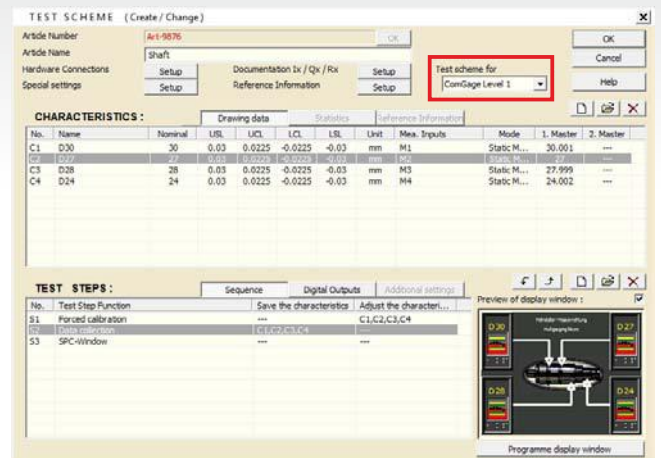 TEST SCHEME (Create / Change)
Article Number Art-9876 OK OK
Article Name Shaft Cancel
Hardware Connections Setup Documentation Ix / Qx / Rx Setup Test scheme for Help
Special settings Setup Reference Information Setup ComGage Level 1
CHARACTERISTICS : Drawing data Statistics Reference Information
No. Name Nominal USL UCL LCL LSL Unit Mea. Inputs Mode 1. Master 2. Master
C1 D30 30 0.03 0.0225 -0.0225 -0.03 mm M1 Static M... 30.001 ---
C2 D27 27 0.03 0.0225 -0.0225 -0.03 mm M2 Static M... 27 ---
C3 D28 28 0.03 0.0225 -0.0225 -0.03 mm M3 Static M... 27.999 ---
C4 D24 24 0.03 0.0225 -0.0225 -0.03 mm M4 Static M... 24.002 ---
TEST STEPS : Sequence Digital Outputs Additional settings
No. Test Step Function Save the characteristics Adjust the characteri... Preview of display window :
S1 Forced calibration --- C1,C2,C3,C4
S2 Data collection C1,C2,C3,C4 ---
S3 SPC-Window ---
D30 D27
D28 D24
Programme display window